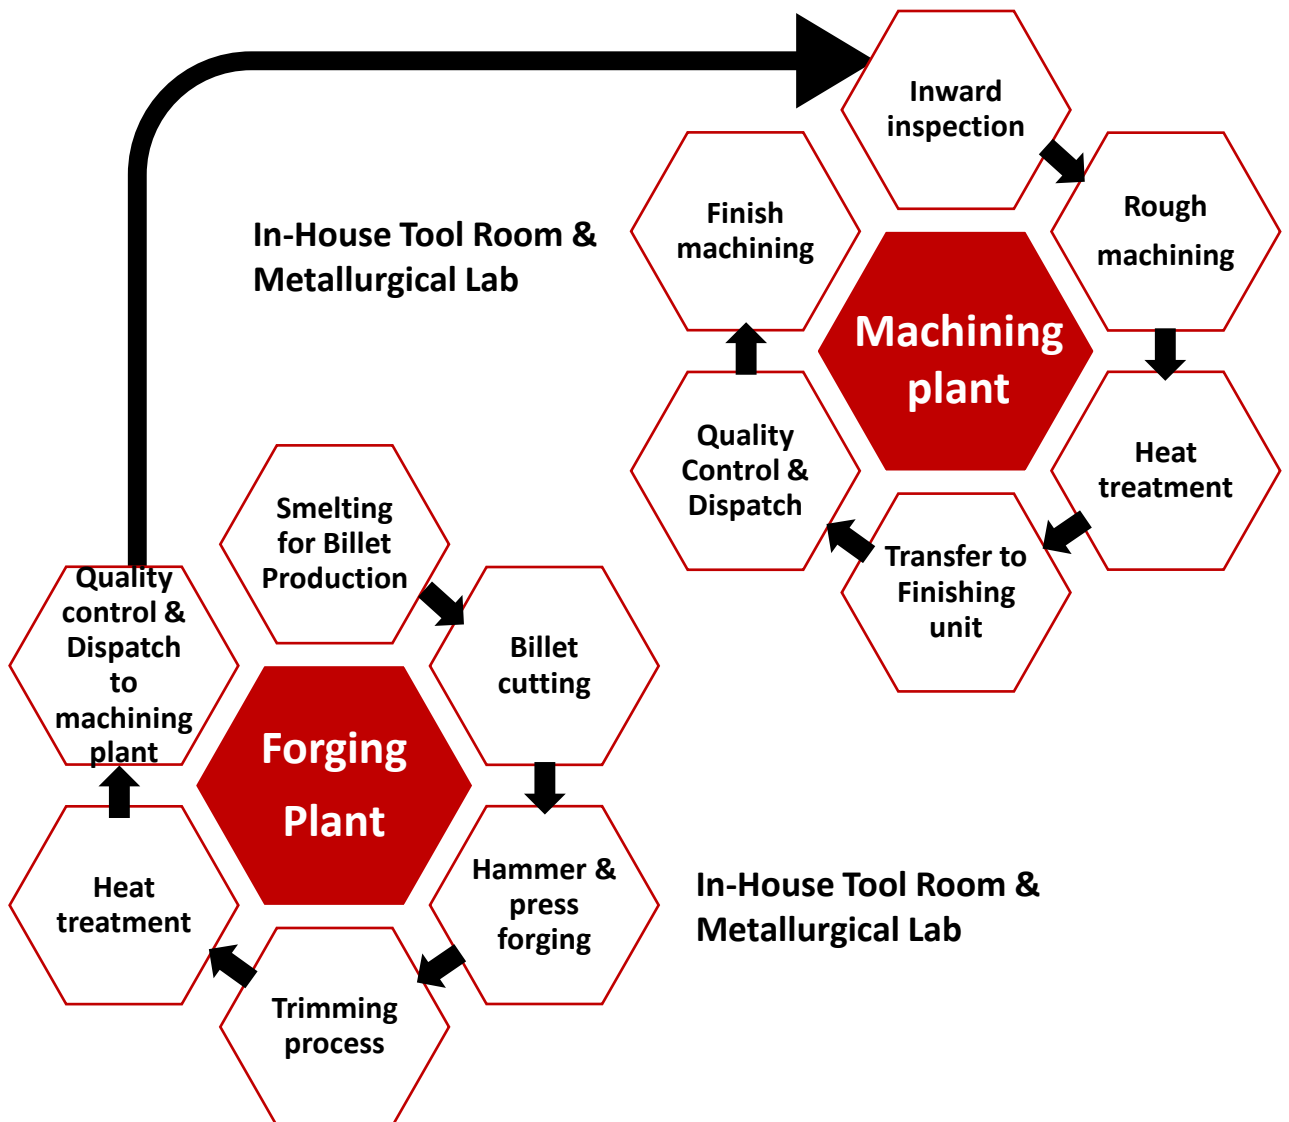 Inward
inspection
Rough
machining
Heat
treatment
Transfer to
Finishing
unit
Quality
Control &
Dispatch
Finish
machining
Machining
plant
In-House Tool Room &
Metallurgical Lab
Smelting
for Billet
Production
Billet
cutting
Hammer &
press
forging
Trimming
process
Heat
treatment
Quality
control &
Dispatch
to
machining
plant
Forging
Plant
In-House Tool Room &
Metallurgical Lab